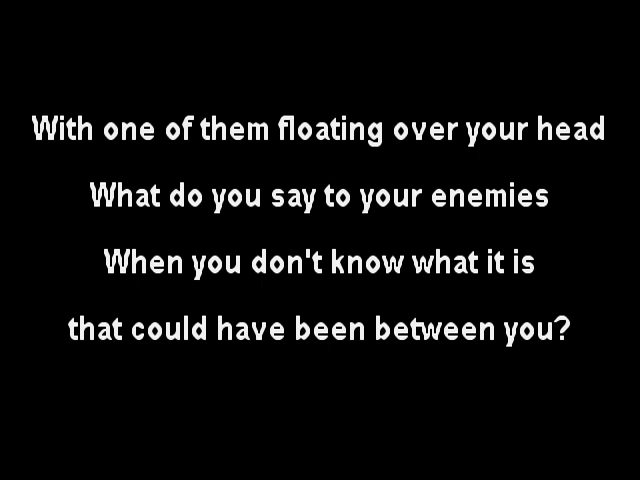 With one of them floating over your head
What do you say to your enemies
When you don't know what it is
that could have been between you?